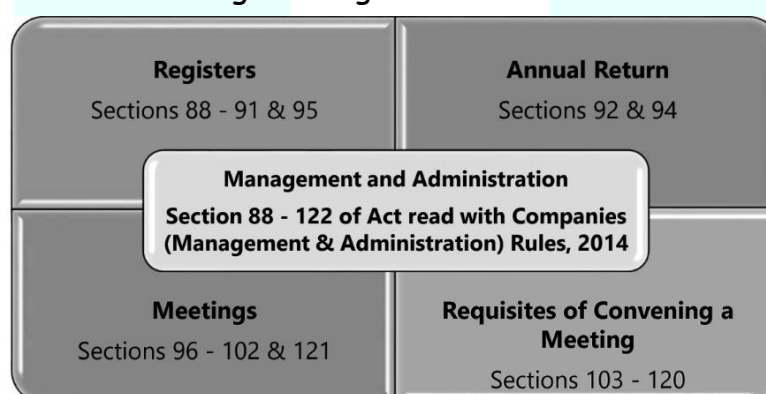 Registers
Sections 88 - 91 & 95
Annual Return
Sections 92 & 94
Management and Administration
Section 88 - 122 of Act read with Companies
(Management & Administration) Rules, 2014
Meetings
Sections 96 - 102 & 121
Requisites of Convening a
Meeting
Sections 103 - 120